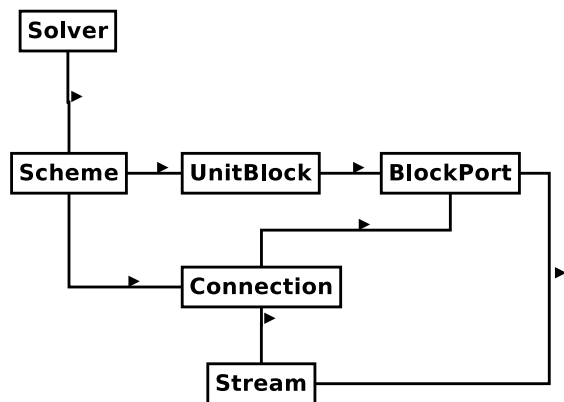 Solver
Scheme
UnitBlock
BlockPort
Connection
Stream